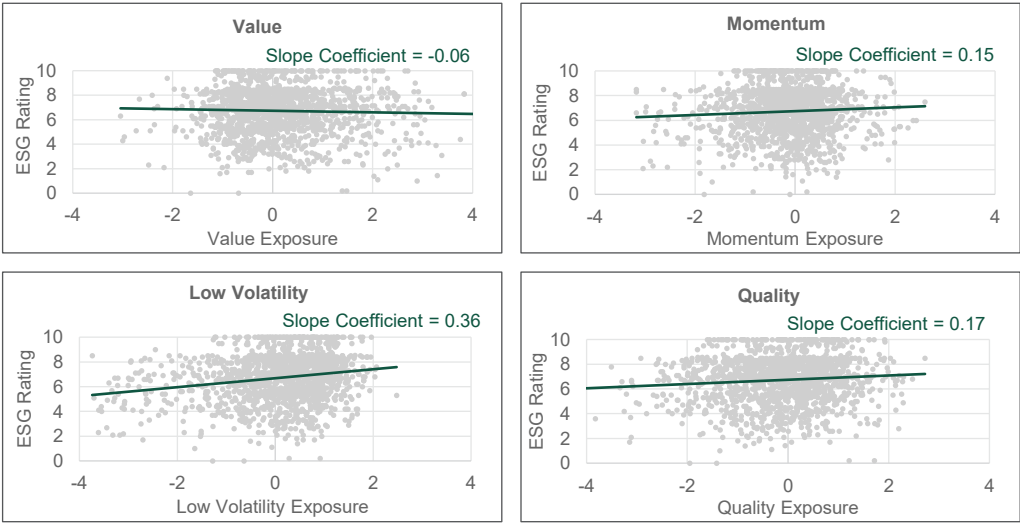 Value
Slope Coefficient = -0.06
ESG Rating
10
8
6
4
2
0
-4 -2 0 2 4
Value Exposure
Momentum
Slope Coefficient = 0.15
ESG Rating
10
8
6
4
2
0
-4 -2 0 2 4
Momentum Exposure
Low Volatility
Slope Coefficient = 0.36
ESG Rating
10
8
6
4
2
0
-4 -2 0 2 4
Low Volatility Exposure
Quality
Slope Coefficient = 0.17
ESG Rating
10
8
6
4
2
0
-4 -2 0 2 4
Quality Exposure